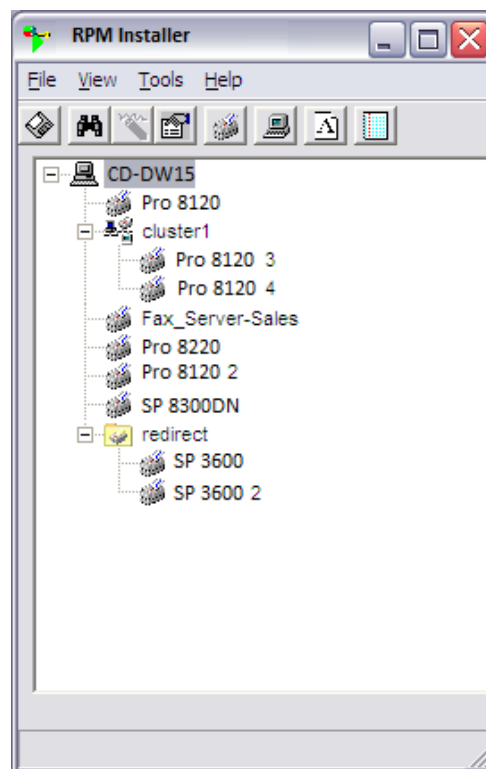 RPM Installer
File View Tools Help
A
CD-DW15
Pro 8120
cluster1
Pro 8120 3
Pro 8120 4
Fax_Server-Sales
Pro 8220
Pro 8120 2
SP 8300DN
redirect
SP 3600
SP 3600 2